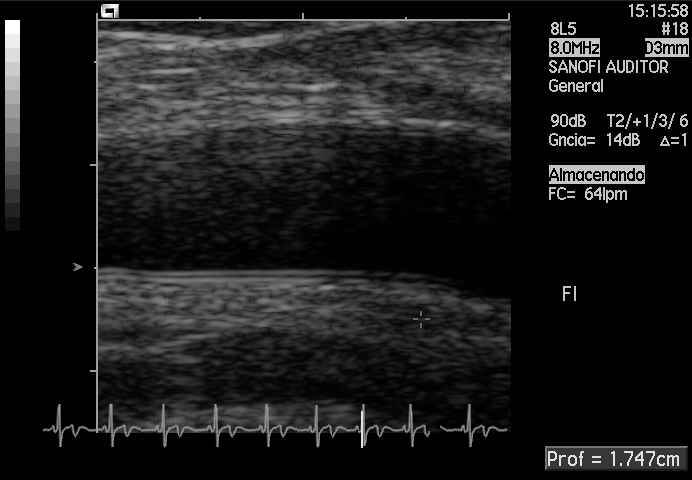 15:15:58
8L5 #18
8.0MHz D3mm
SANOFI AUDITOR
General
90dB T2/+1/3/ 6
Gncia= 14dB Δ=1
Almacenando
FC= 64lpm
FI
Prof = 1.747cm